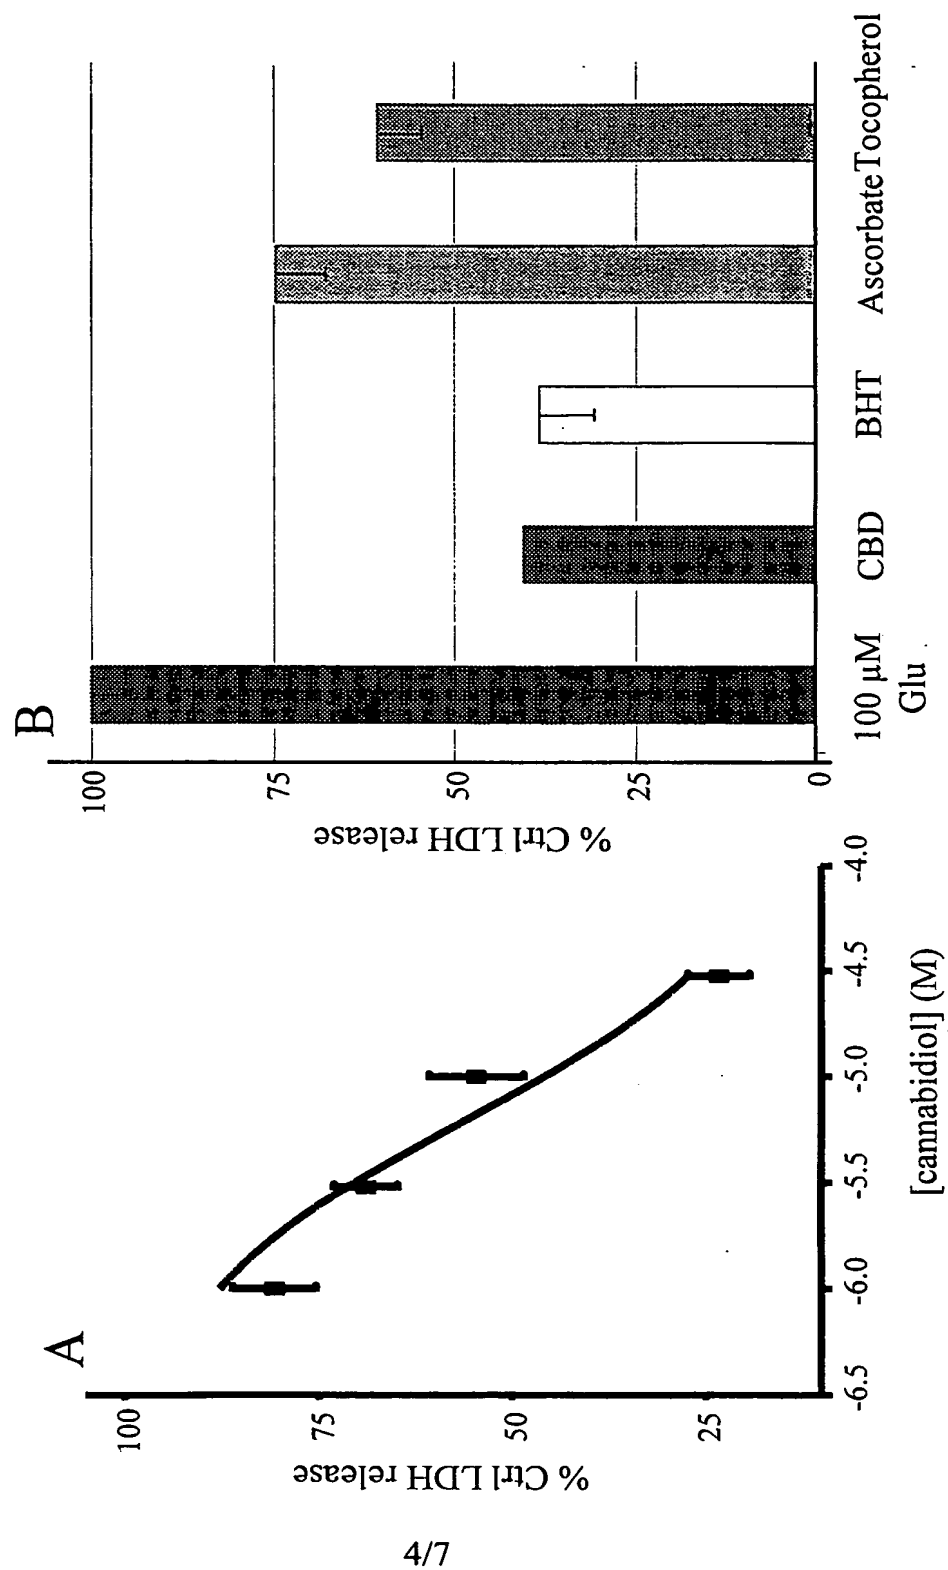 A
% Ctrl LDH release
100
75
50
25
-6.5 -6.0 -5.5 -5.0 -4.5 -4.0
[cannabidiol] (M)
B
% Ctrl LDH release
100
75
50
25
0
100 μM CBD BHT Ascorbate Tocopherol
Glu
4/7